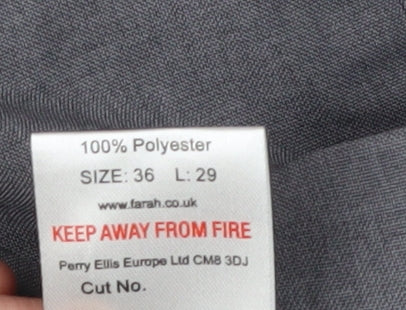 100% Polyester
SIZE: 36 L: 29
www.farah.co.uk
KEEP AWAY FROM FIRE
Perry Ellis Europe Ltd CM8 3DJ
Cut No.